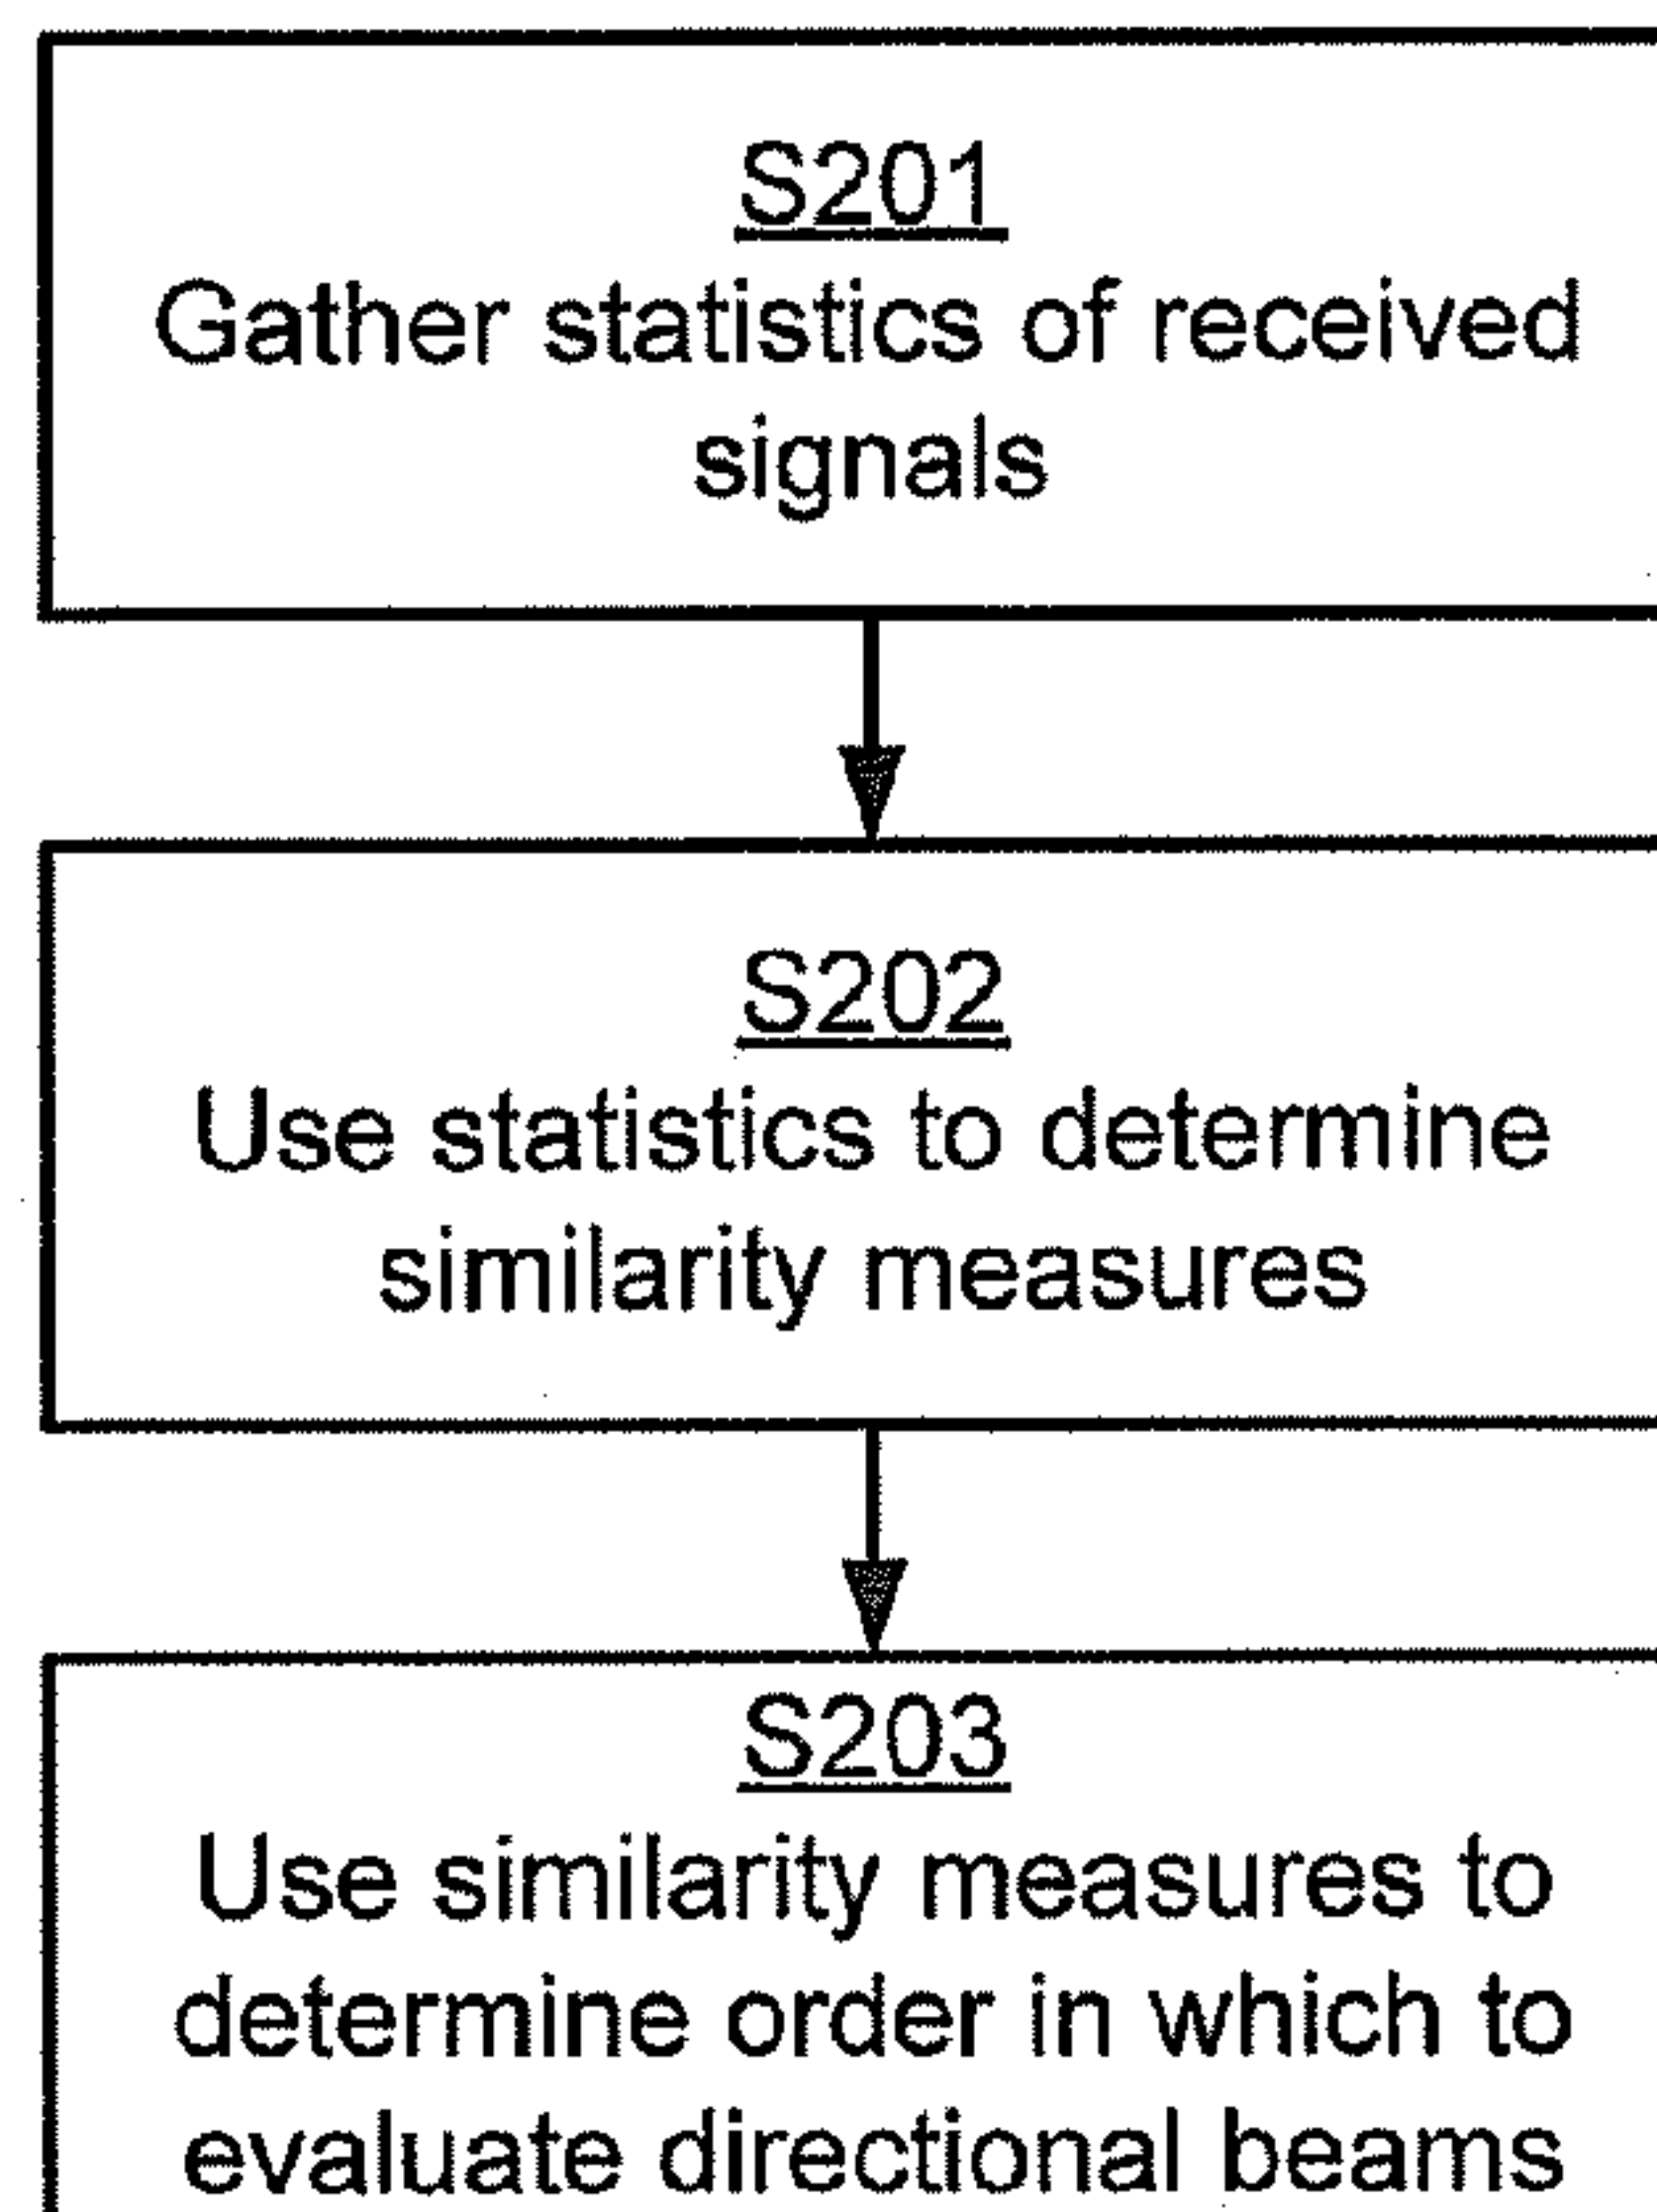 S201
Gather statistics of received
signals
S202
Use statistics to determine
similarity measures
S203
Use similarity measures to
determine order in which to
evaluate directional beams